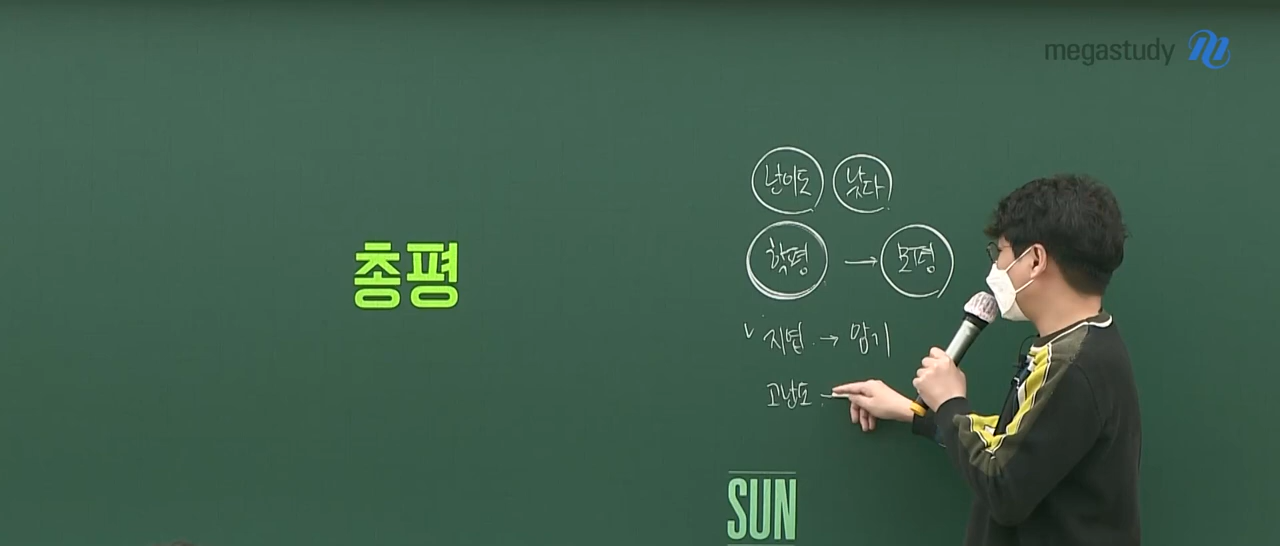 megastudy
난이도 낮다
학평 → 모평
총평
✓ 지엽 → 암기
고난도
SUN